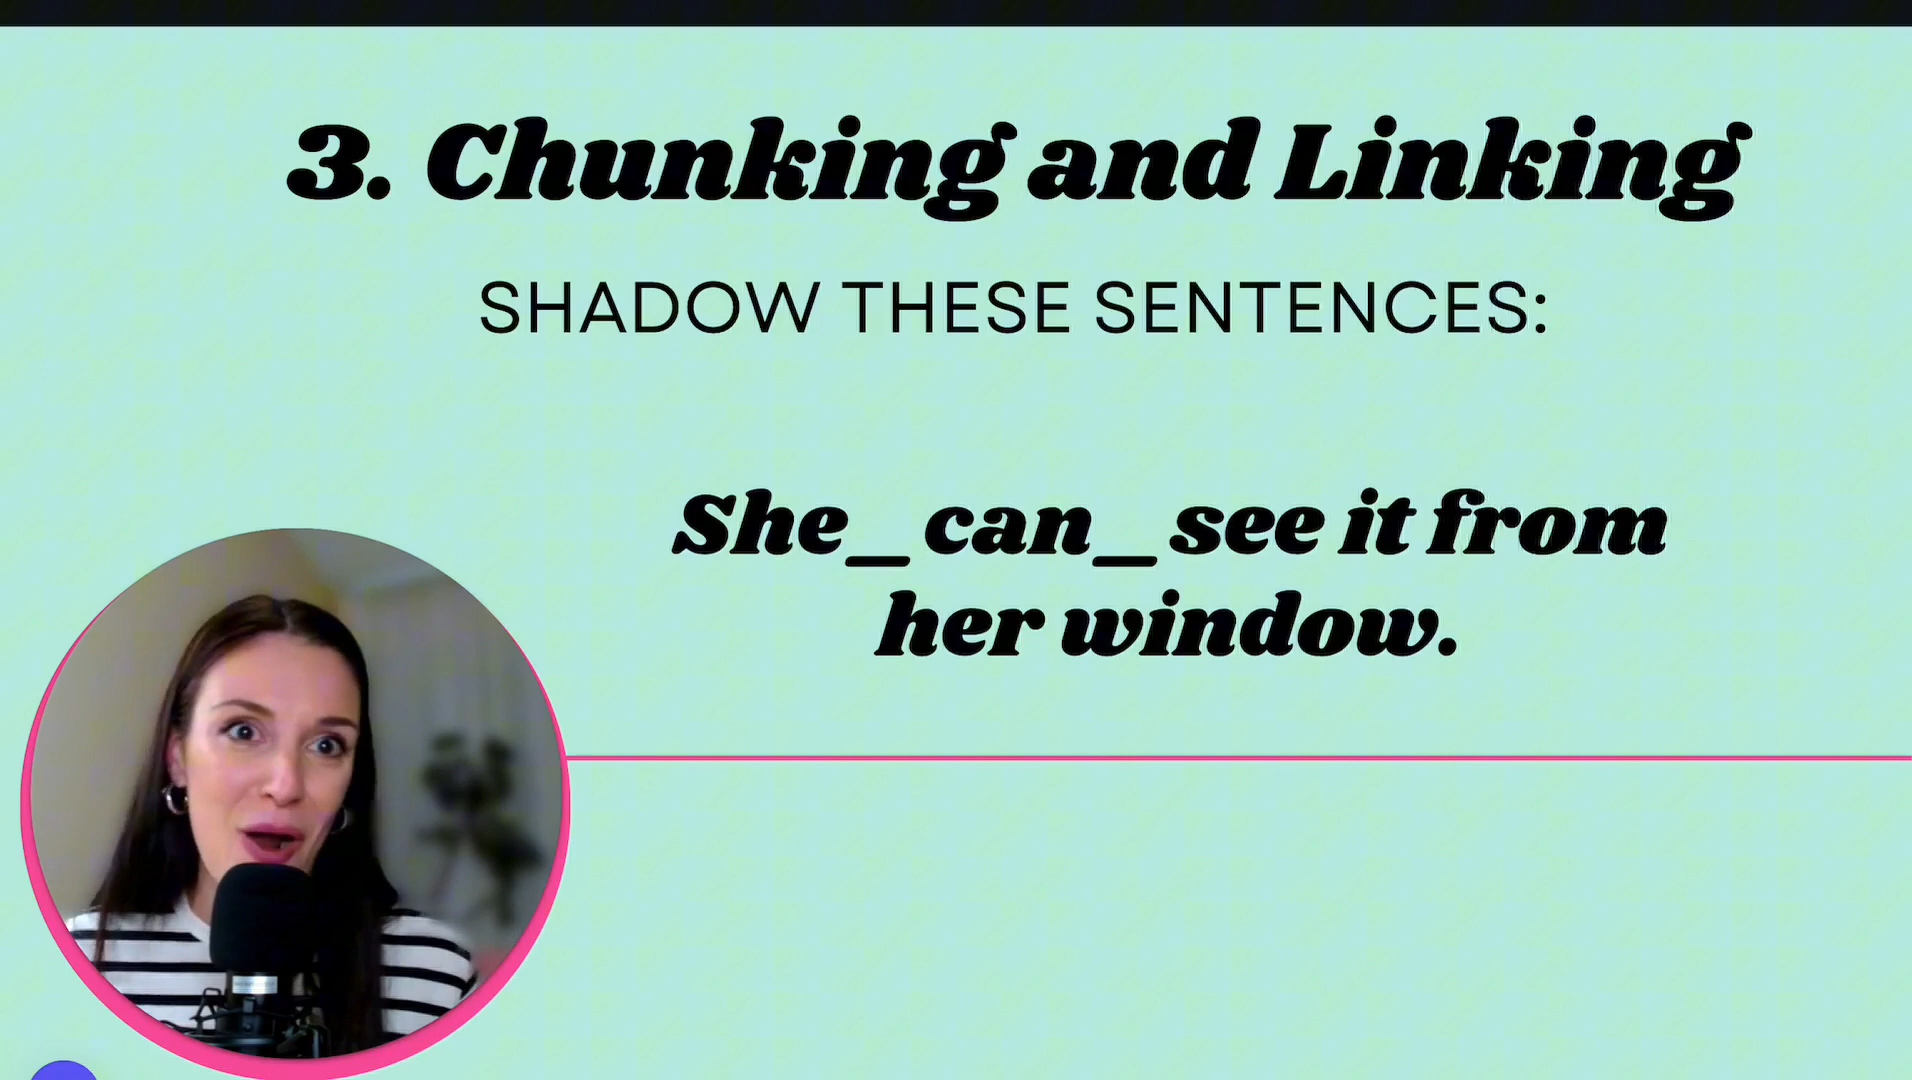 3. Chunking and Linking
SHADOW THESE SENTENCES:
She_can_see it from
her window.